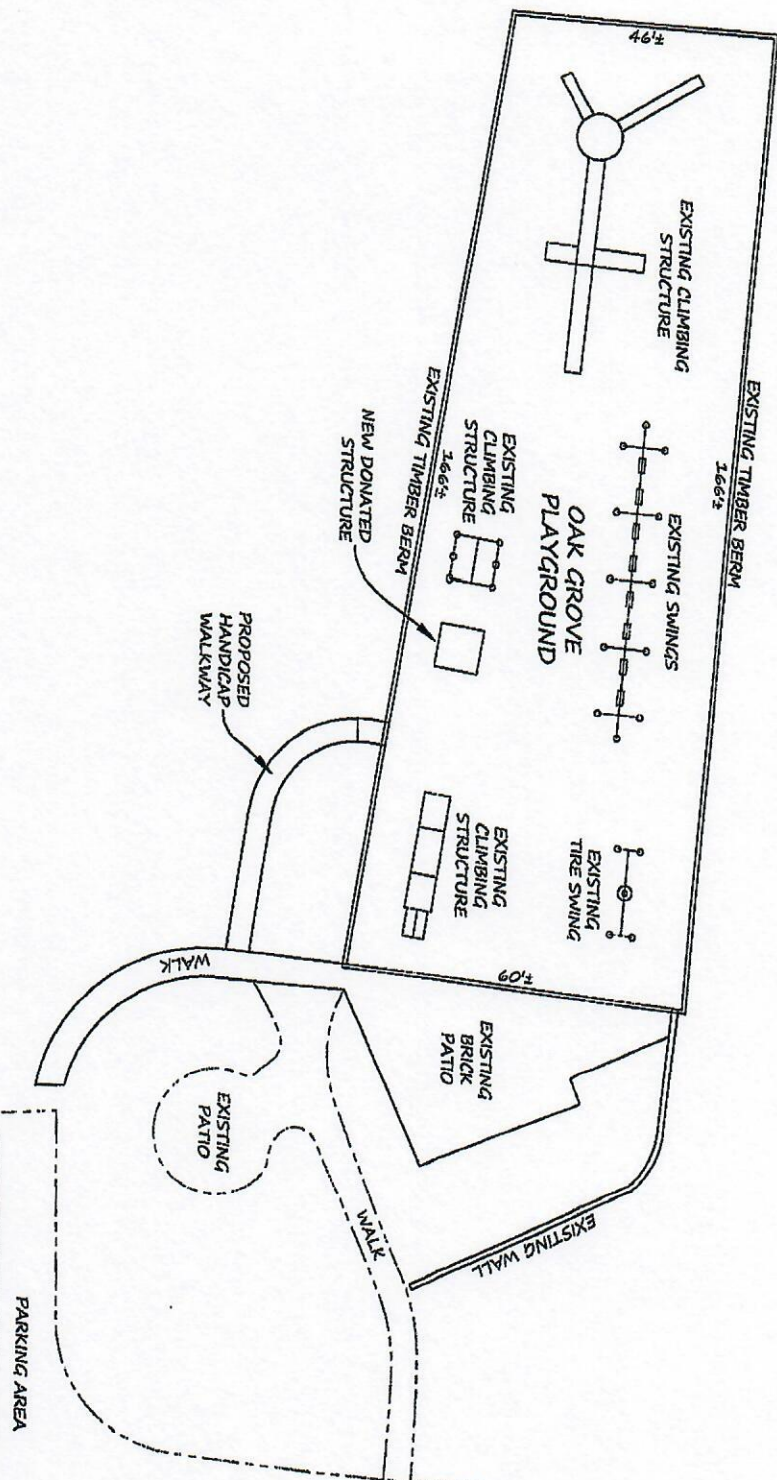 46'±
EXISTING TIMBER BERM
166'±
EXISTING CLIMBING
STRUCTURE
EXISTING SWINGS
OAK GROVE
PLAYGROUND
EXISTING
TIRE SWING
EXISTING
CLIMBING
STRUCTURE
EXISTING
CLIMBING
STRUCTURE
EXISTING TIMBER BERM
166'±
NEW DONATED
STRUCTURE
PROPOSED
HANDICAP
WALKWAY
60'±
WALK
EXISTING
BRICK
PATIO
EXISTING
PATIO
WALK
EXISTING WALL
PARKING AREA